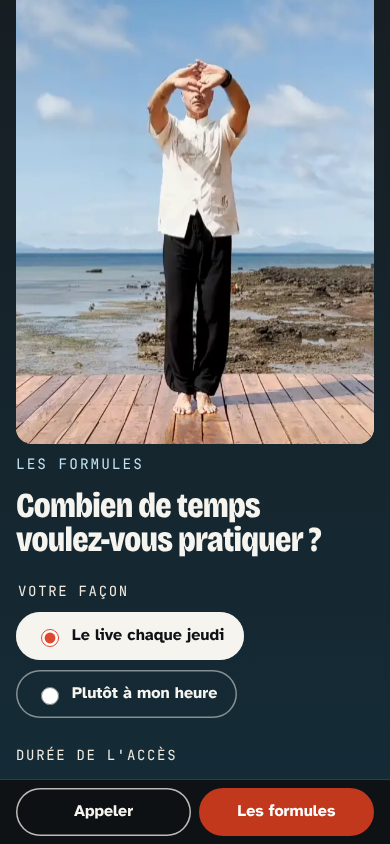 LES FORMULES
Combien de temps
voulez-vous pratiquer ?
VOTRE FAÇON
Le live chaque jeudi
Plutôt à mon heure
DURÉE DE L'ACCÈS
Appeler
Les formules